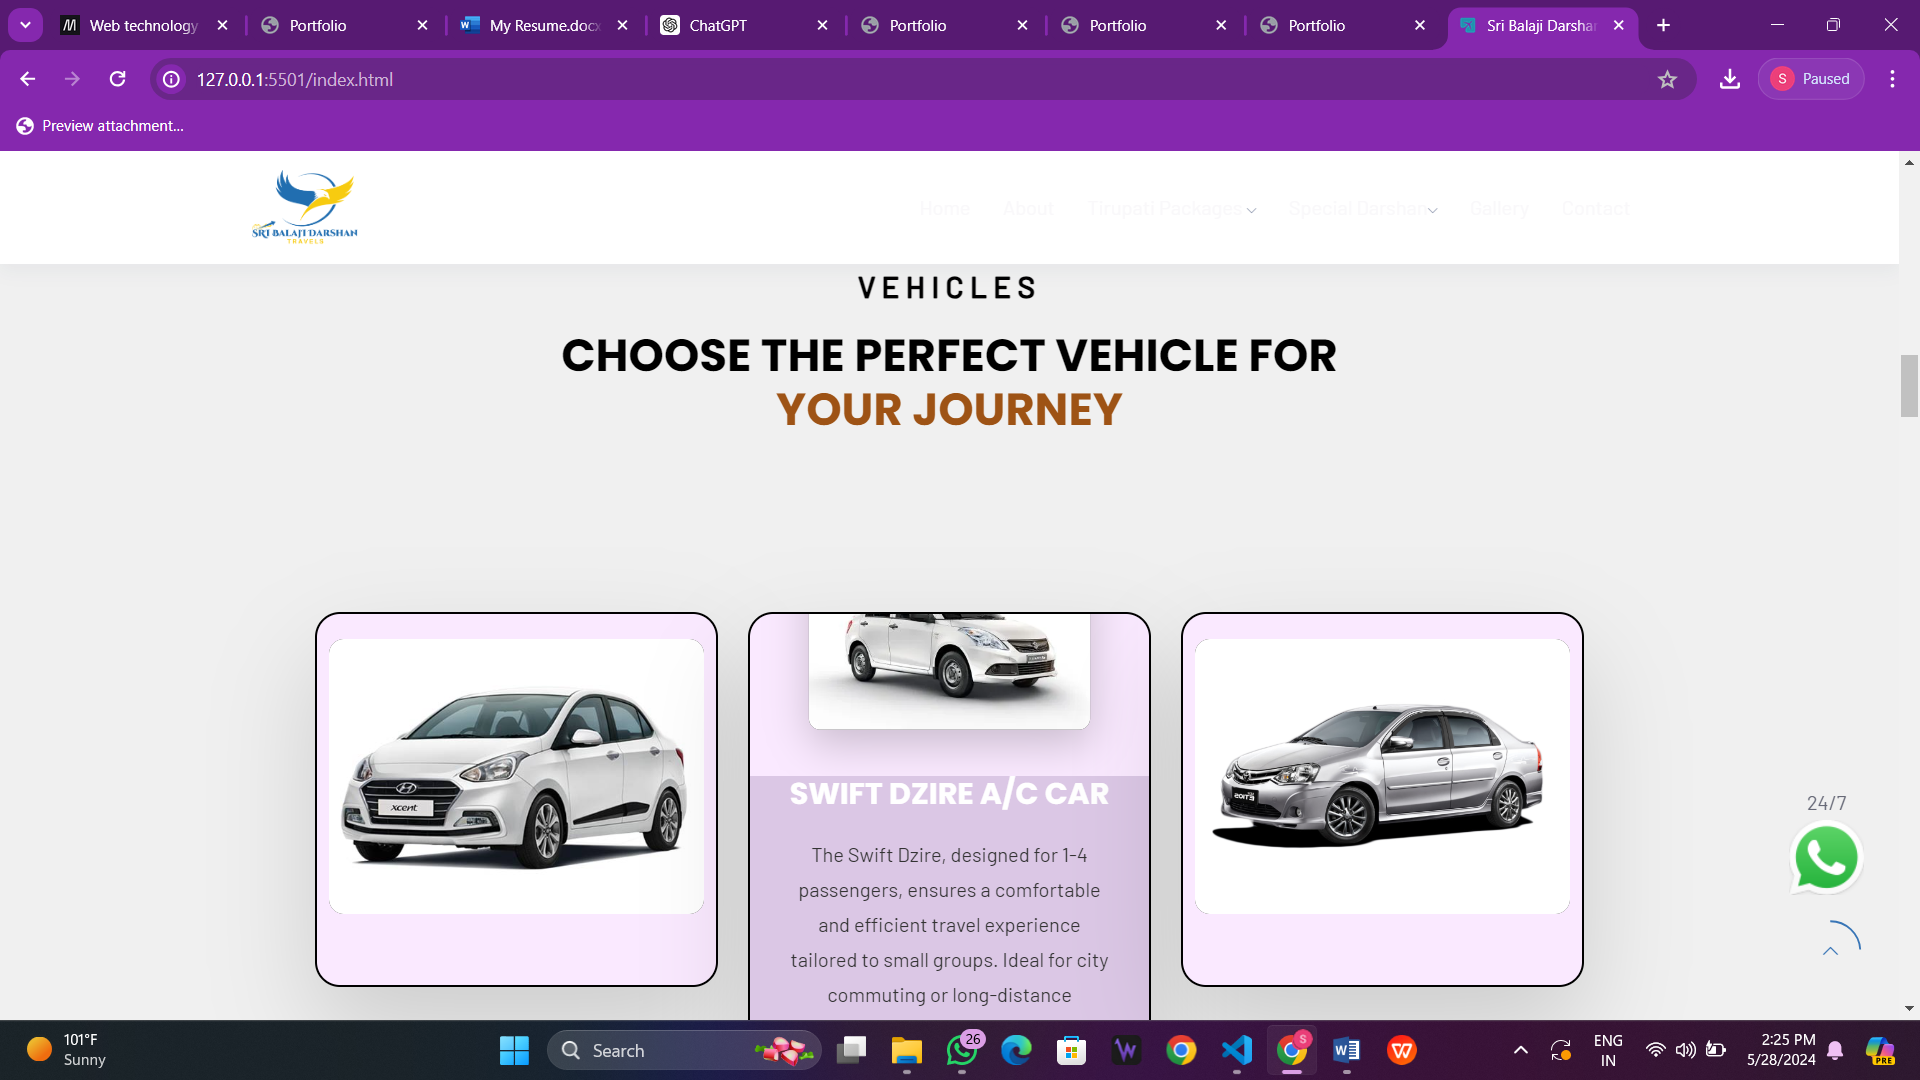 Web technology
Portfolio
My Resume.docx
ChatGPT
Portfolio
Portfolio
Portfolio
Sri Balaji Darshan
127.0.0.1:5501/index.html
S
Paused
Preview attachment...
SRI BALAJI DARSHAN
TRAVELS
Home
About
Tirupati Packages
Special Darshan
Gallery
Contact
VEHICLES
CHOOSE THE PERFECT VEHICLE FOR
YOUR JOURNEY
xcent
SWIFT DZIRE A/C CAR
The Swift Dzire, designed for 1-4
passengers, ensures a comfortable
and efficient travel experience
tailored to small groups. Ideal for city
commuting or long-distance
24/7
101°F
Sunny
Search
26
S
ENG
IN
2:25 PM
5/28/2024
PRE